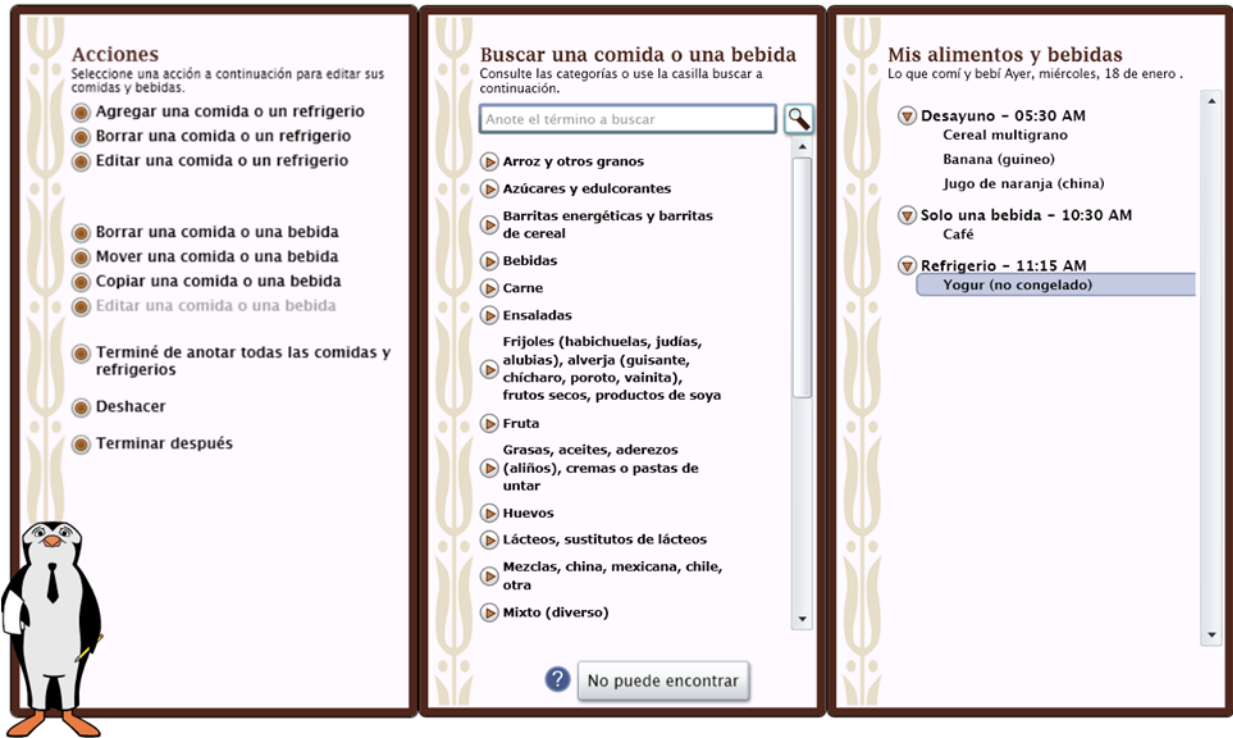 Acciones
Seleccione una acción a continuación para editar sus
comidas y bebidas.
Agregar una comida o un refrigerio
Borrar una comida o un refrigerio
Editar una comida o un refrigerio
Borrar una comida o una bebida
Mover una comida o una bebida
Copiar una comida o una bebida
Editar una comida o una bebida
Terminé de anotar todas las comidas y
refrigerios
Deshacer
Terminar después
Buscar una comida o una bebida
Consulte las categorías o use la casilla buscar a
continuación.
Anote el término a buscar
Arroz y otros granos
Azúcares y edulcorantes
Barritas energéticas y barritas
de cereal
Bebidas
Carne
Ensaladas
Frijoles (habichuelas, judías,
alubias), alverja (guisante,
chícharo, poroto, vainita),
frutos secos, productos de soya
Fruta
Grasas, aceites, aderezos
(aliños), cremas o pastas de
untar
Huevos
Lácteos, sustitutos de lácteos
Mezclas, china, mexicana, chile,
otra
Mixto (diverso)
? No puede encontrar
Mis alimentos y bebidas
Lo que comí y bebí Ayer, miércoles, 18 de enero .
Desayuno – 05:30 AM
Cereal multigrano
Banana (guineo)
Jugo de naranja (china)
Solo una bebida – 10:30 AM
Café
Refrigerio – 11:15 AM
Yogur (no congelado)